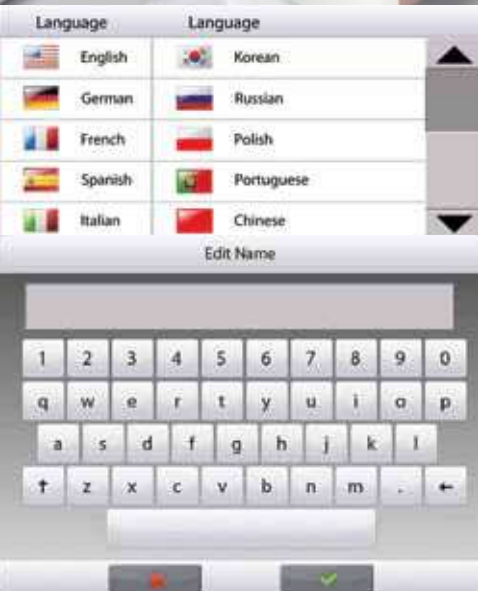 Language Language
English Korean
German Russian
French Polish
Spanish Portuguese
Italian Chinese
Edit Name
1 2 3 4 5 6 7 8 9 0
q w e r t y u i o p
a s d f g h j k l
↑ z x c v b n m . ←